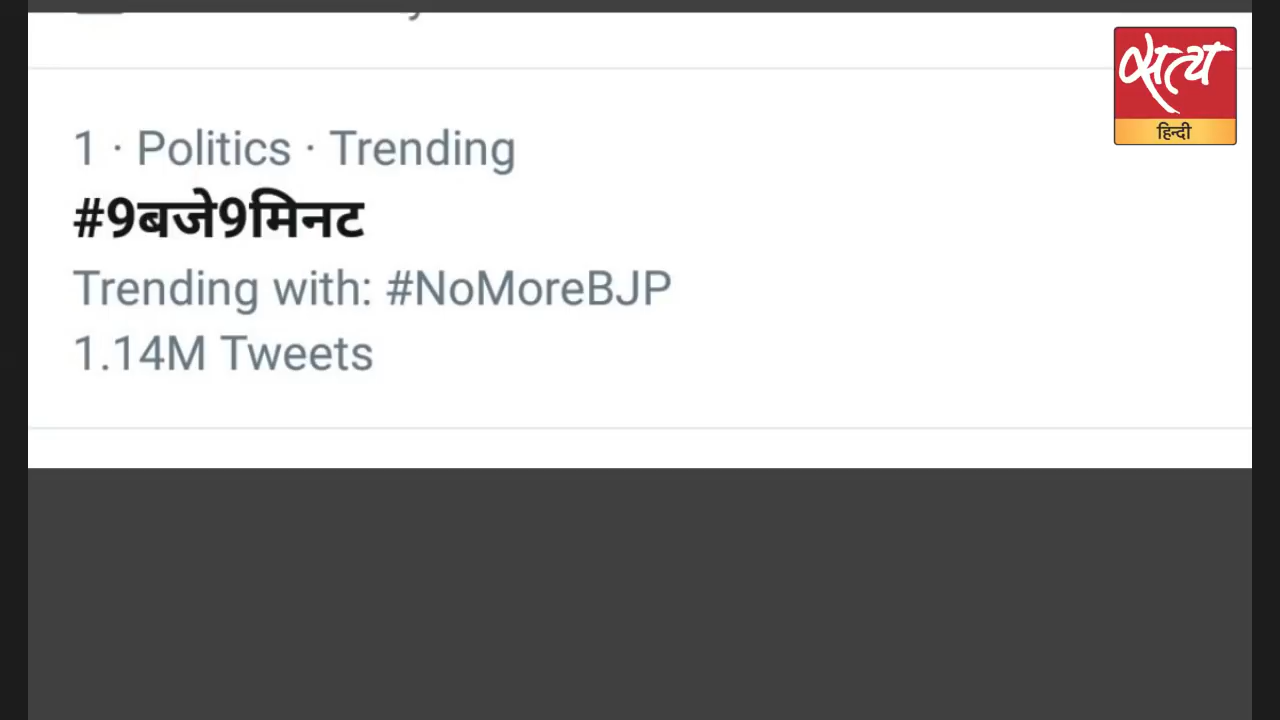 सत्य
हिन्दी
1 · Politics · Trending
#9बजे9मिनट
Trending with: #NoMoreBJP
1.14M Tweets